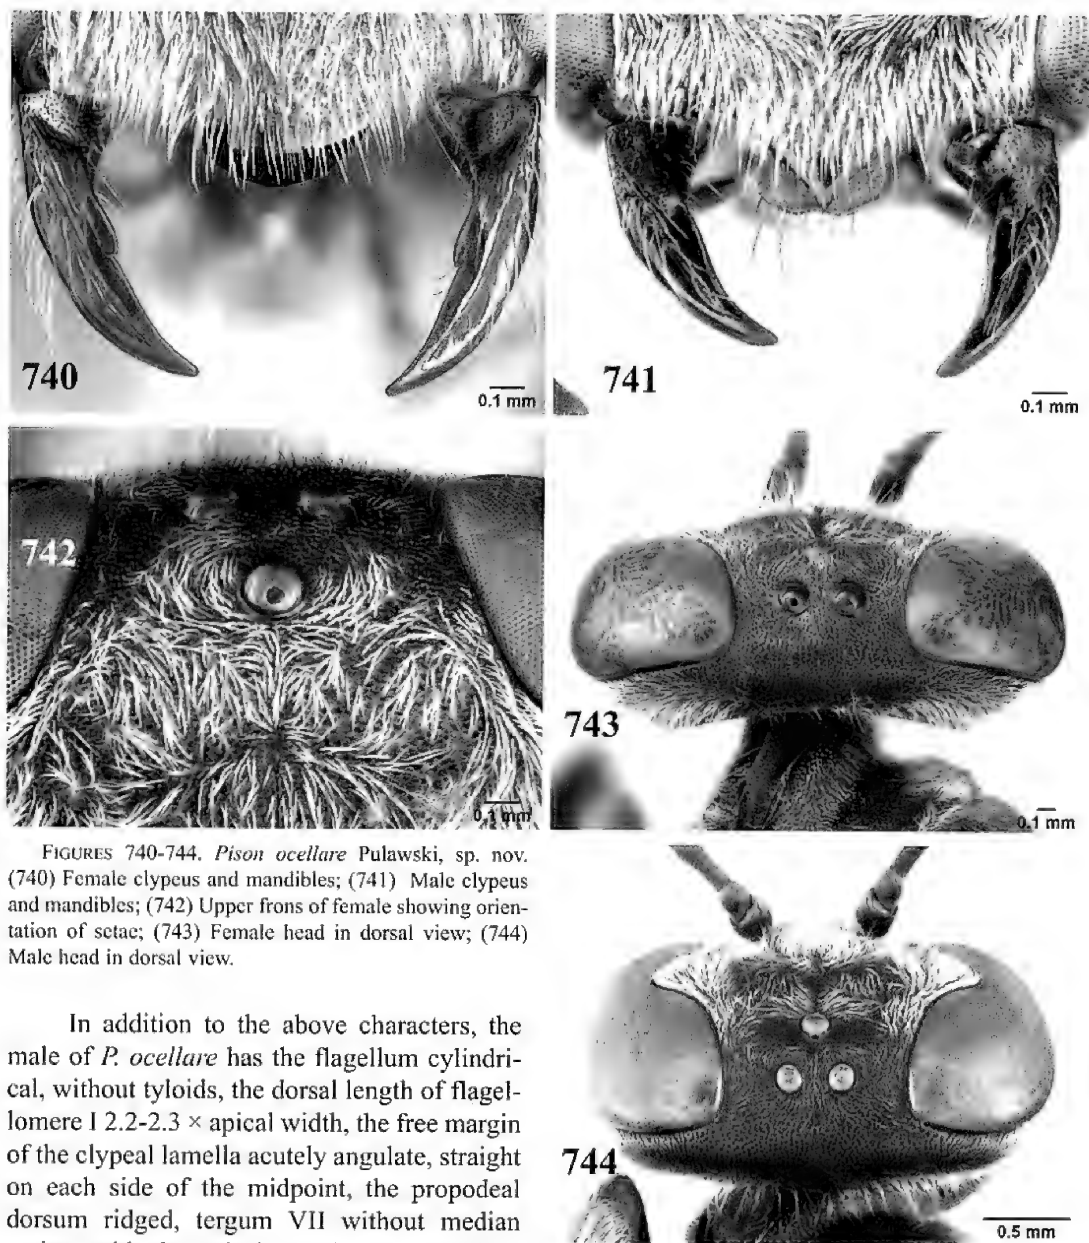 740
0.1 mm
741
0.1 mm
742
0.1 mm
743
0.1 mm
FIGURES 740-744. Pison ocellare Pulawski, sp. nov.
(740) Female clypeus and mandibles; (741) Male clypeus
and mandibles; (742) Upper frons of female showing orien-
tation of setae; (743) Female head in dorsal view; (744)
Male head in dorsal view.
744
0.5 mm
In addition to the above characters, the
male of P. ocellare has the flagellum cylindri-
cal, without tyloids, the dorsal length of flagel-
lomere I 2.2-2.3 × apical width, the free margin
of the clypeal lamella acutely angulate, straight
on each side of the midpoint, the propodeal
dorsum ridged, tergum VII without median